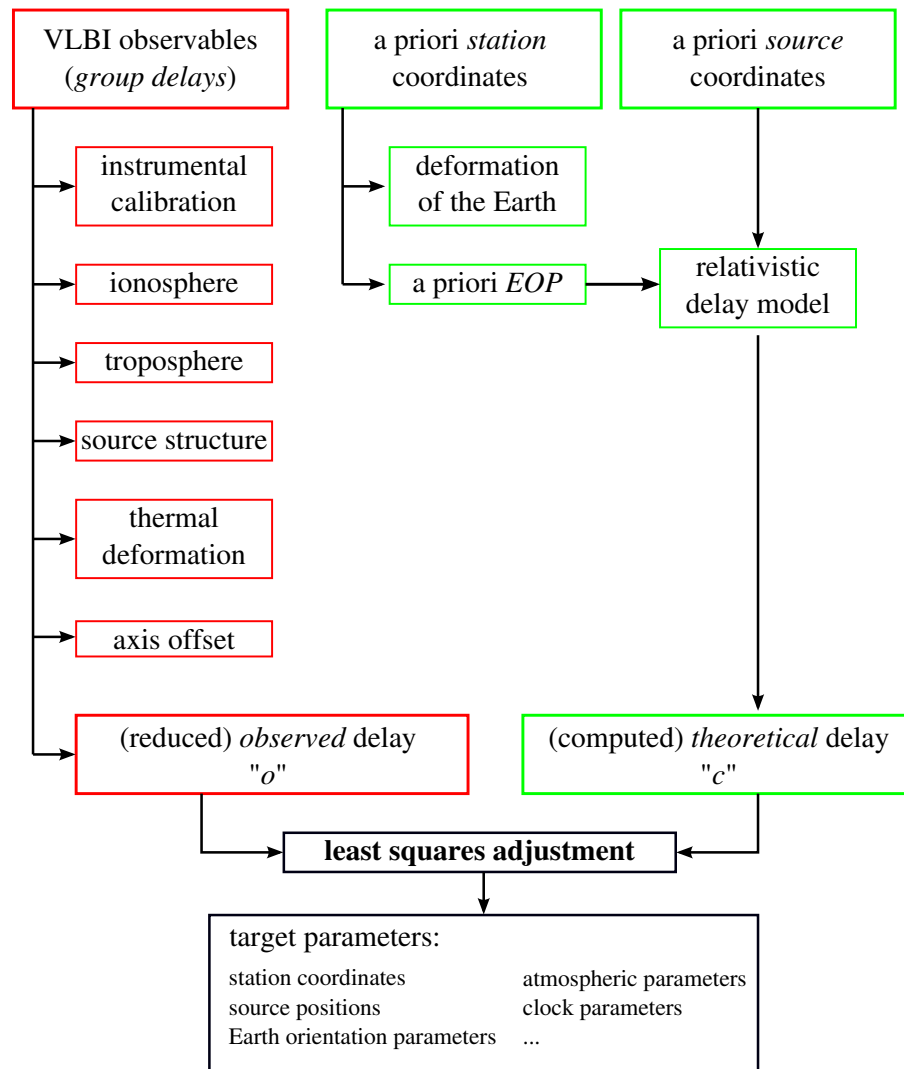 VLBI observables
(group delays)
a priori station
coordinates
a priori source
coordinates
instrumental
calibration
deformation
of the Earth
ionosphere
a priori EOP
relativistic
delay model
troposphere
source structure
thermal
deformation
axis offset
(reduced) observed delay
"o"
(computed) theoretical delay
"c"
least squares adjustment
target parameters:
station coordinates
source positions
Earth orientation parameters
atmospheric parameters
clock parameters
...